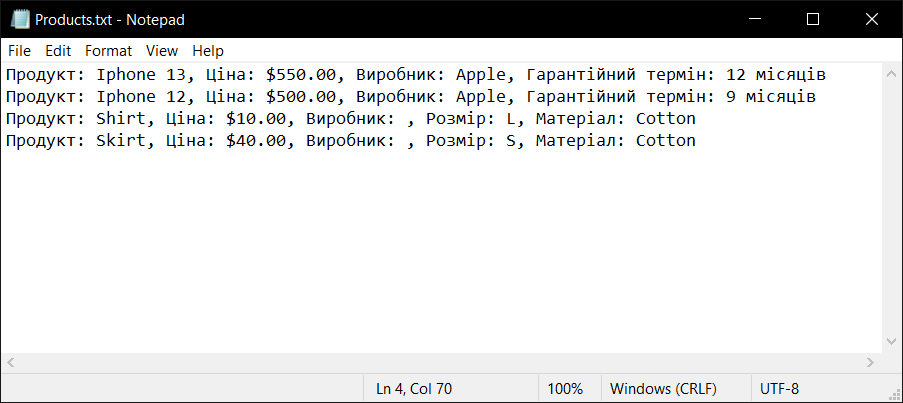 Products.txt - Notepad
File Edit Format View Help
Продукт: Iphone 13, Ціна: $550.00, Виробник: Apple, Гарантійний термін: 12 місяців
Продукт: Iphone 12, Ціна: $500.00, Виробник: Apple, Гарантійний термін: 9 місяців
Продукт: Shirt, Ціна: $10.00, Виробник: , Розмір: L, Матеріал: Cotton
Продукт: Skirt, Ціна: $40.00, Виробник: , Розмір: S, Матеріал: Cotton
Ln 4, Col 70 100% Windows (CRLF) UTF-8